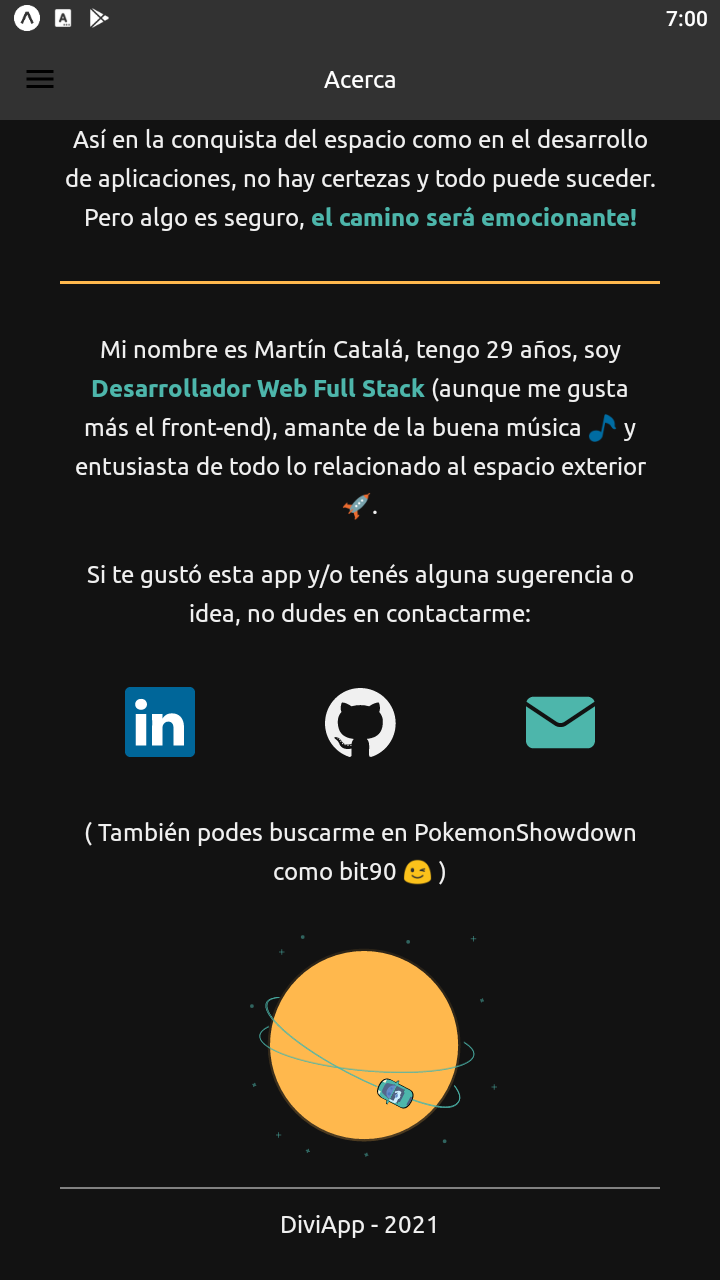 7:00
Acerca
Así en la conquista del espacio como en el desarrollo
de aplicaciones, no hay certezas y todo puede suceder.
Pero algo es seguro, el camino será emocionante!
Mi nombre es Martín Catalá, tengo 29 años, soy
Desarrollador Web Full Stack (aunque me gusta
más el front-end), amante de la buena música 🎵 y
entusiasta de todo lo relacionado al espacio exterior
🚀.
Si te gustó esta app y/o tenés alguna sugerencia o
idea, no dudes en contactarme:
in
( También podes buscarme en PokemonShowdown
como bit90 😉 )
DiviApp - 2021